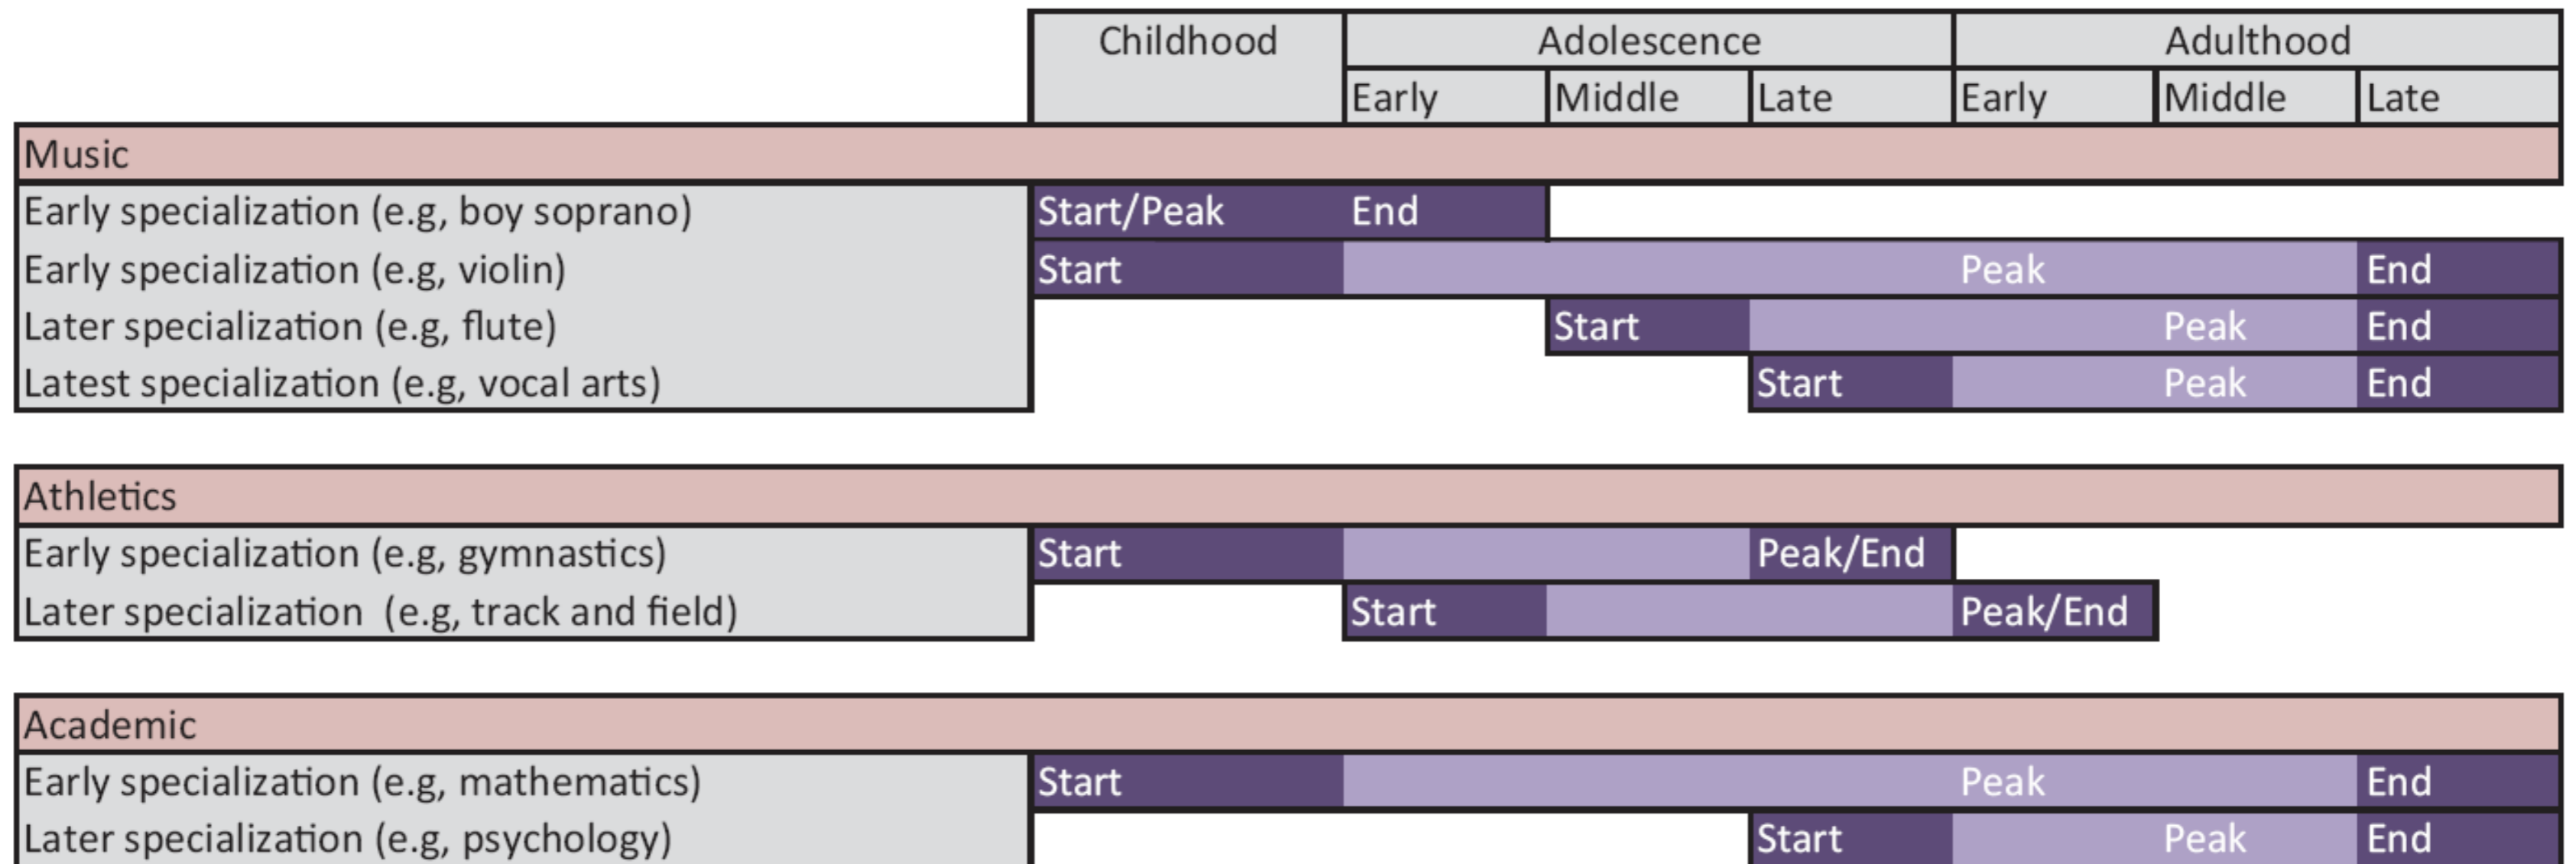 Childhood Adolescence Adulthood
Early Middle Late Early Middle Late
Music
Early specialization (e.g, boy soprano) Start/Peak End
Early specialization (e.g, violin) Start Peak End
Later specialization (e.g, flute) Start Peak End
Latest specialization (e.g, vocal arts) Start Peak End
Athletics
Early specialization (e.g, gymnastics) Start Peak/End
Later specialization (e.g, track and field) Start Peak/End
Academic
Early specialization (e.g, mathematics) Start Peak End
Later specialization (e.g, psychology) Start Peak End